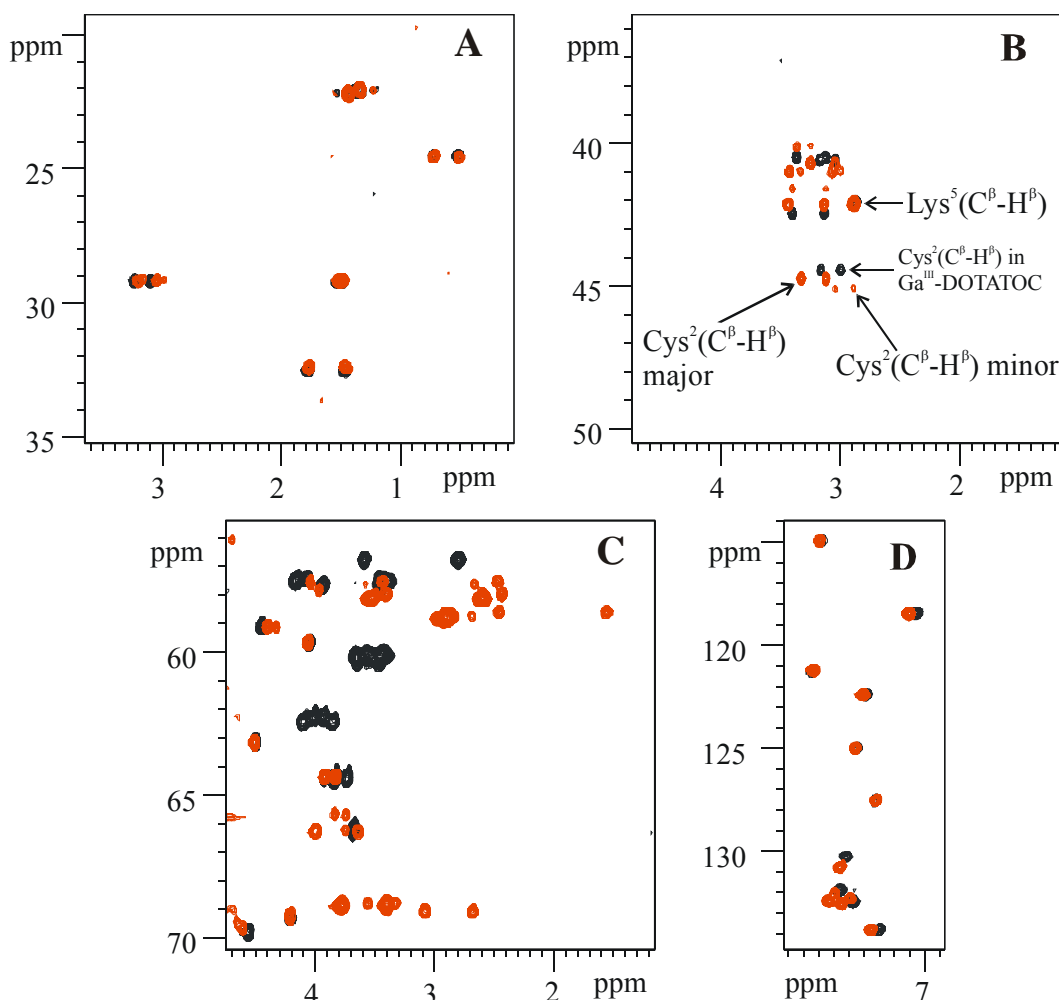 A
ppm
25
30
35
3
2
1
ppm
B
ppm
40
45
50
Lys⁵(Cᵝ-Hᵝ)
Cys²(Cᵝ-Hᵝ) in
Gaᴵᴵᴵ-DOTATOC
Cys²(Cᵝ-Hᵝ)
major
Cys²(Cᵝ-Hᵝ) minor
4
3
2
ppm
C
ppm
60
65
70
4
3
2
ppm
D
ppm
120
125
130
ppm
7